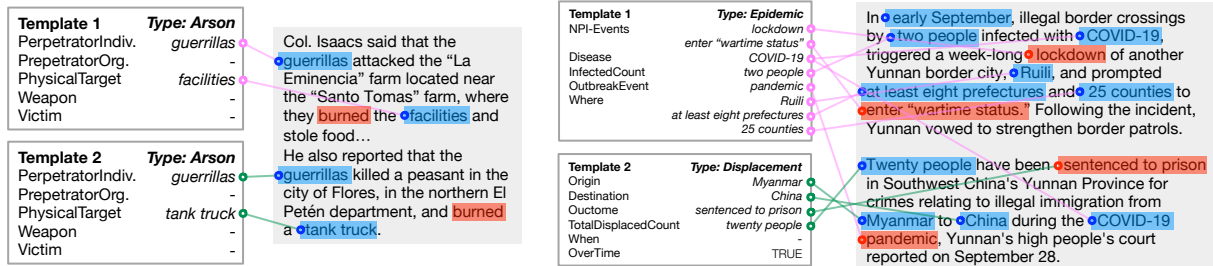 Template 1 Type: Arson
PerpetratorIndiv. guerrillas
PrepetratorOrg. -
PhysicalTarget facilities
Weapon -
Victim -
Template 2 Type: Arson
PerpetratorIndiv. guerrillas
PrepetratorOrg. -
PhysicalTarget tank truck
Weapon -
Victim -
Col. Isaacs said that the
guerrillas attacked the “La
Eminencia” farm located near
the “Santo Tomas” farm, where
they burned the facilities and
stole food…
He also reported that the
guerrillas killed a peasant in the
city of Flores, in the northern El
Petén department, and burned
a tank truck.
Template 1 Type: Epidemic
NPI-Events lockdown
enter “wartime status”
Disease COVID-19
InfectedCount two people
OutbreakEvent pandemic
Where Ruili
at least eight prefectures
25 counties
Template 2 Type: Displacement
Origin Myanmar
Destination China
Ouctome sentenced to prison
TotalDisplacedCount twenty people
When -
OverTime TRUE
In early September, illegal border crossings
by two people infected with COVID-19,
triggered a week-long lockdown of another
Yunnan border city, Ruili, and prompted
at least eight prefectures and 25 counties to
enter “wartime status.” Following the incident,
Yunnan vowed to strengthen border patrols.
Twenty people have been sentenced to prison
in Southwest China's Yunnan Province for
crimes relating to illegal immigration from
Myanmar to China during the COVID-19
pandemic, Yunnan's high people's court
reported on September 28.